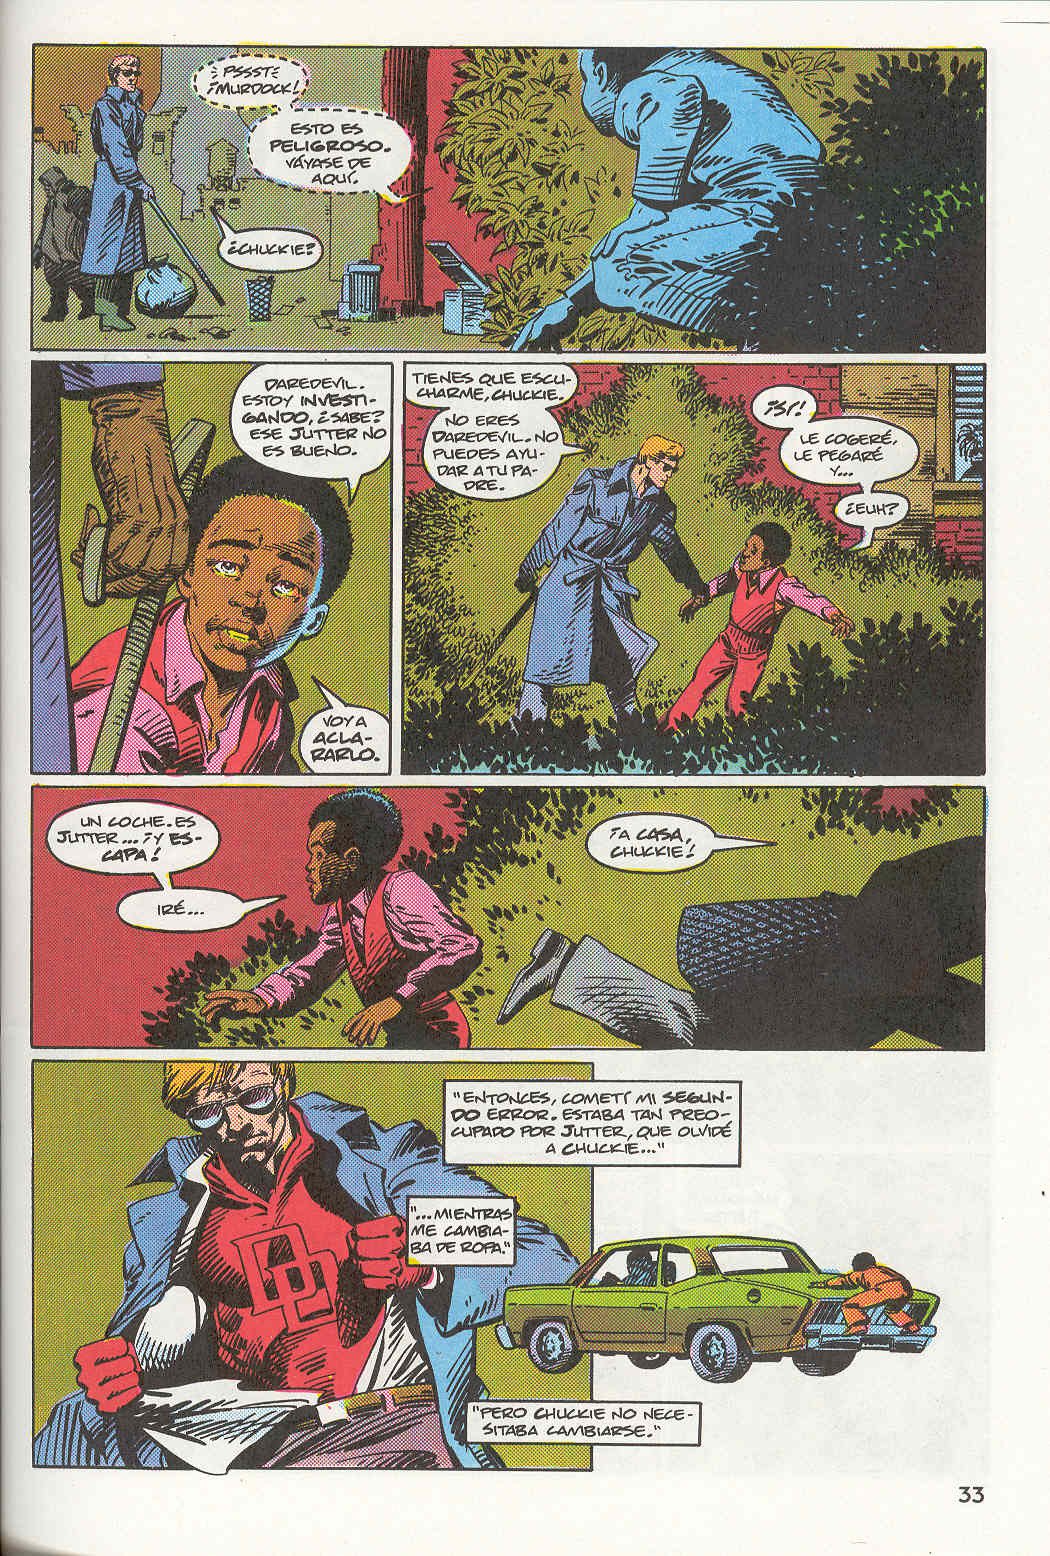 ¡PSSST!
¡MURDOCK!
ESTO ES
PELIGROSO.
VÁYASE DE
AQUÍ.
¿CHUCKIE?
DAREDEVIL.
ESTOY INVESTI-
GANDO, ¿SABE?
ESE JUTTER NO
ES BUENO.
VOY A
ACLA-
RARLO.
TIENES QUE ESCU-
CHARME, CHUCKIE.
NO ERES
DAREDEVIL. NO
PUEDES AYU-
DAR A TU PA-
DRE.
¡SÍ!
LE COGERÉ,
LE PEGARÉ
Y...
¿EUH?
UN COCHE. ES
JUTTER... ¡Y ES-
CAPA!
IRÉ...
¡A CASA,
CHUCKIE!
"ENTONCES, COMETÍ MI SEGUN-
DO ERROR. ESTABA TAN PREO-
CUPADO POR JUTTER, QUE OLVIDÉ
A CHUCKIE..."
"...MIENTRAS
ME CAMBIA-
BA DE ROPA."
DD
"PERO CHUCKIE NO NECE-
SITABA CAMBIARSE."
33